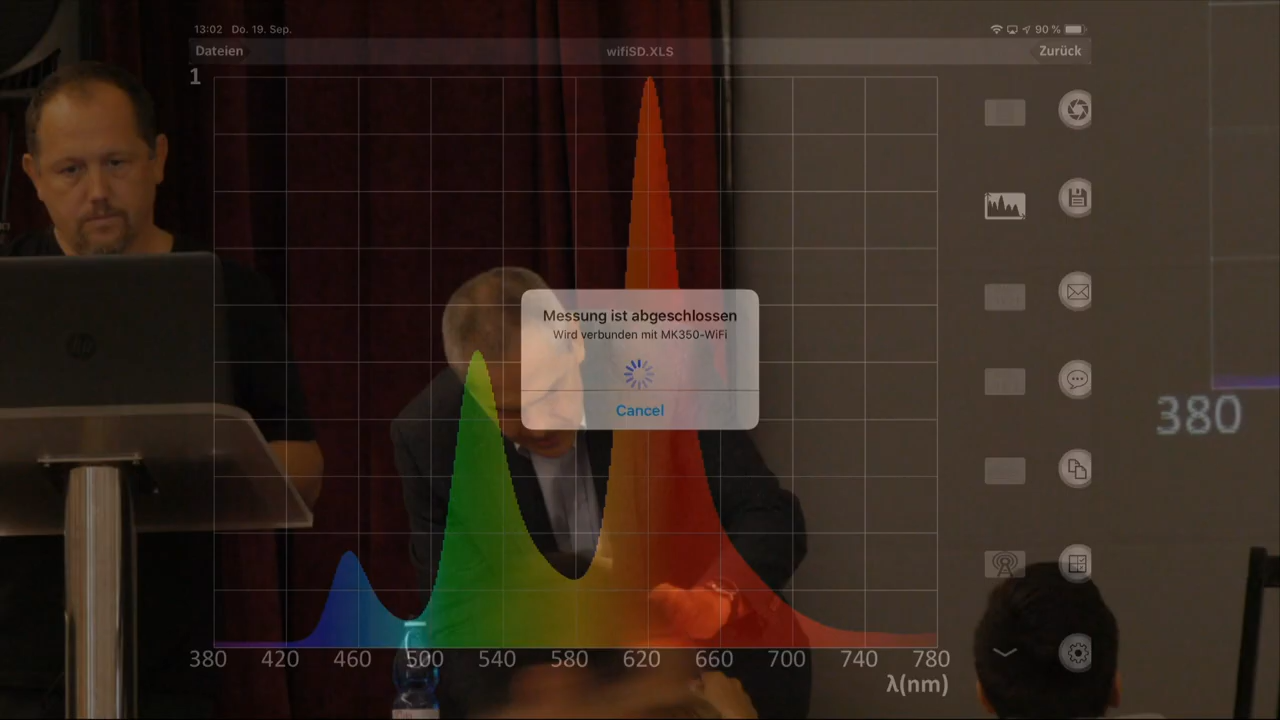 13:02 Do. 19. Sep.
90 %
Dateien
wifiSD.XLS
Zurück
1
Messung ist abgeschlossen
Wird verbunden mit MK350-WiFi
Cancel
380
380 420 460 500 540 580 620 660 700 740 780
λ(nm)
hp